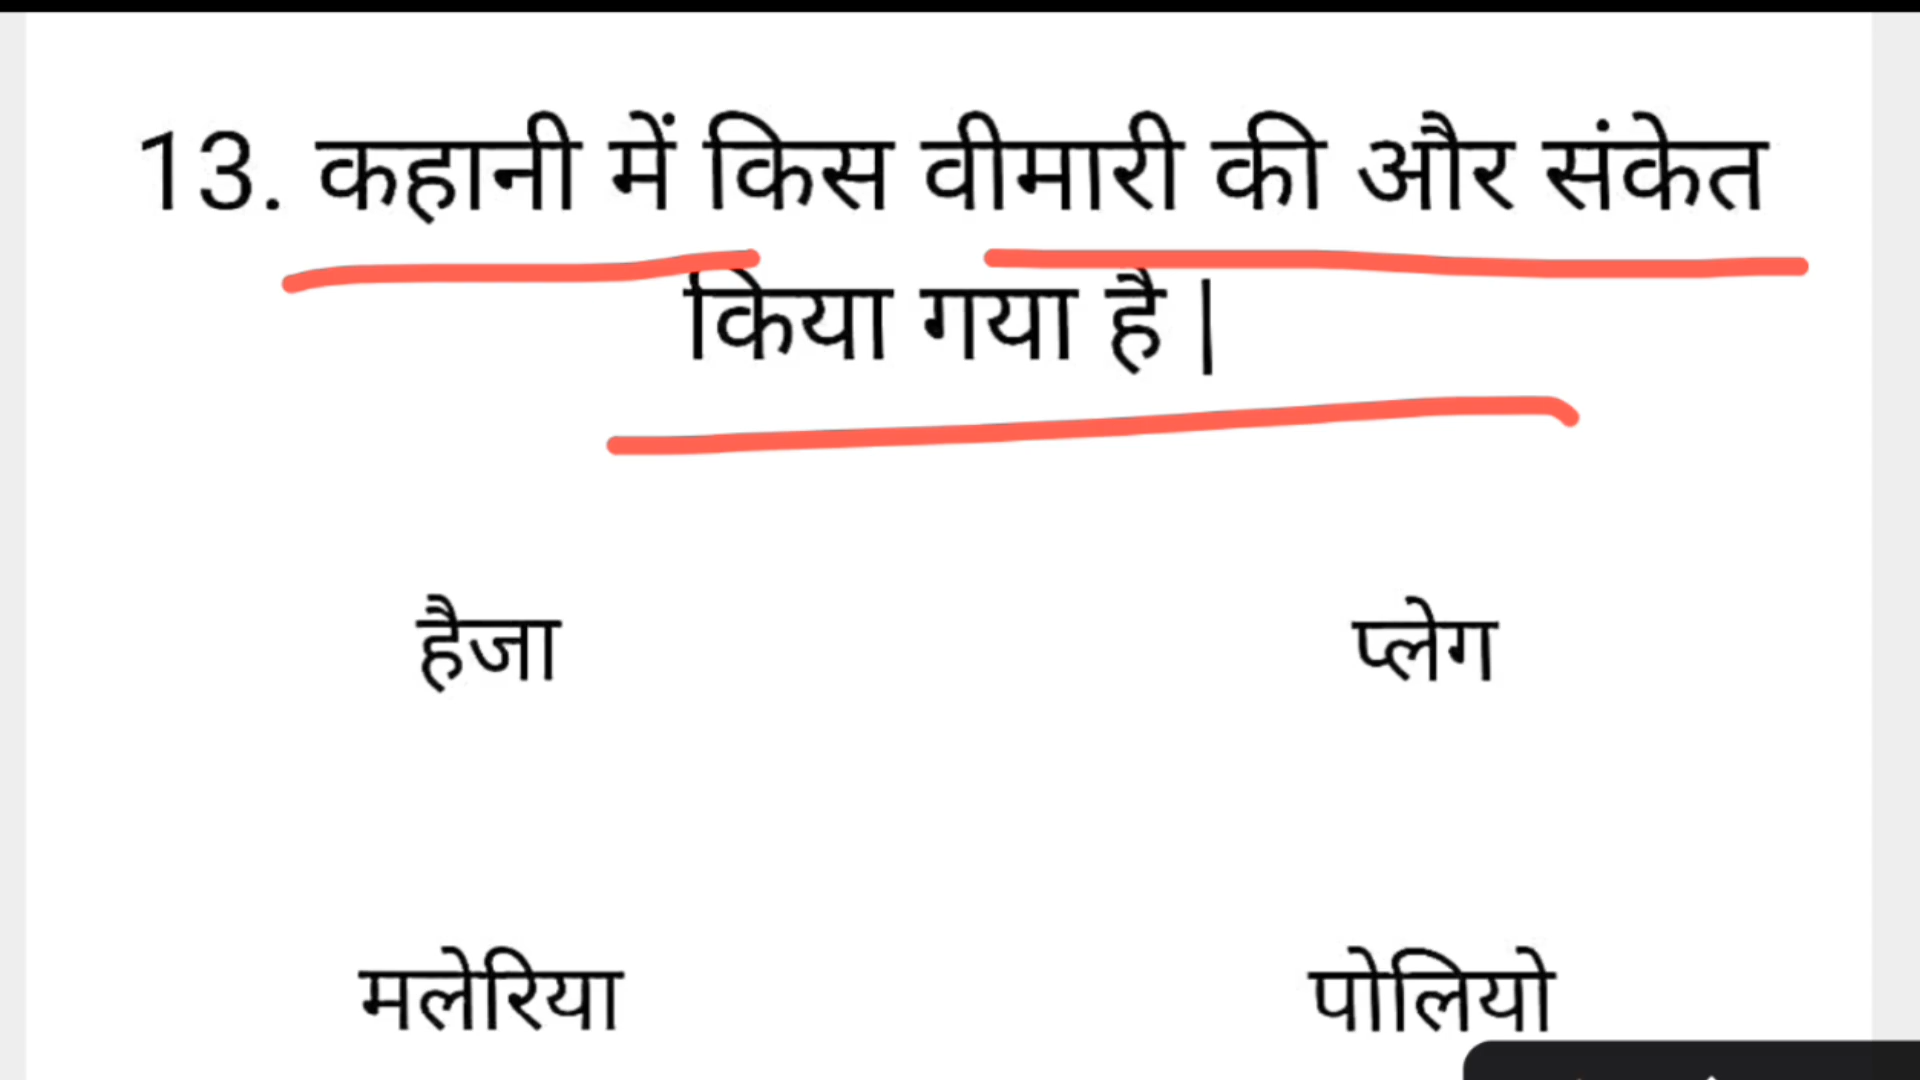 13. कहानी में किस वीमारी की और संकेत
किया गया है |
हैजा प्लेग
मलेरिया पोलियो